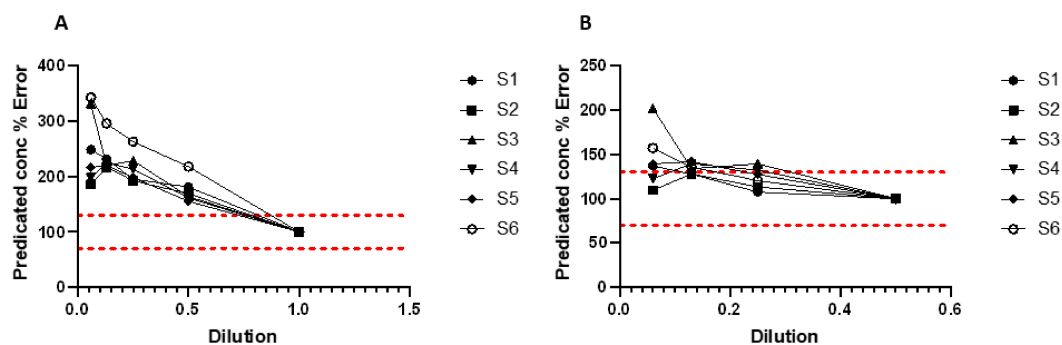 A
Predicated conc % Error
400
300
200
100
0
0.0 0.5 1.0 1.5
Dilution
S1
S2
S3
S4
S5
S6
B
Predicated conc % Error
250
200
150
100
50
0
0.0 0.2 0.4 0.6
Dilution
S1
S2
S3
S4
S5
S6